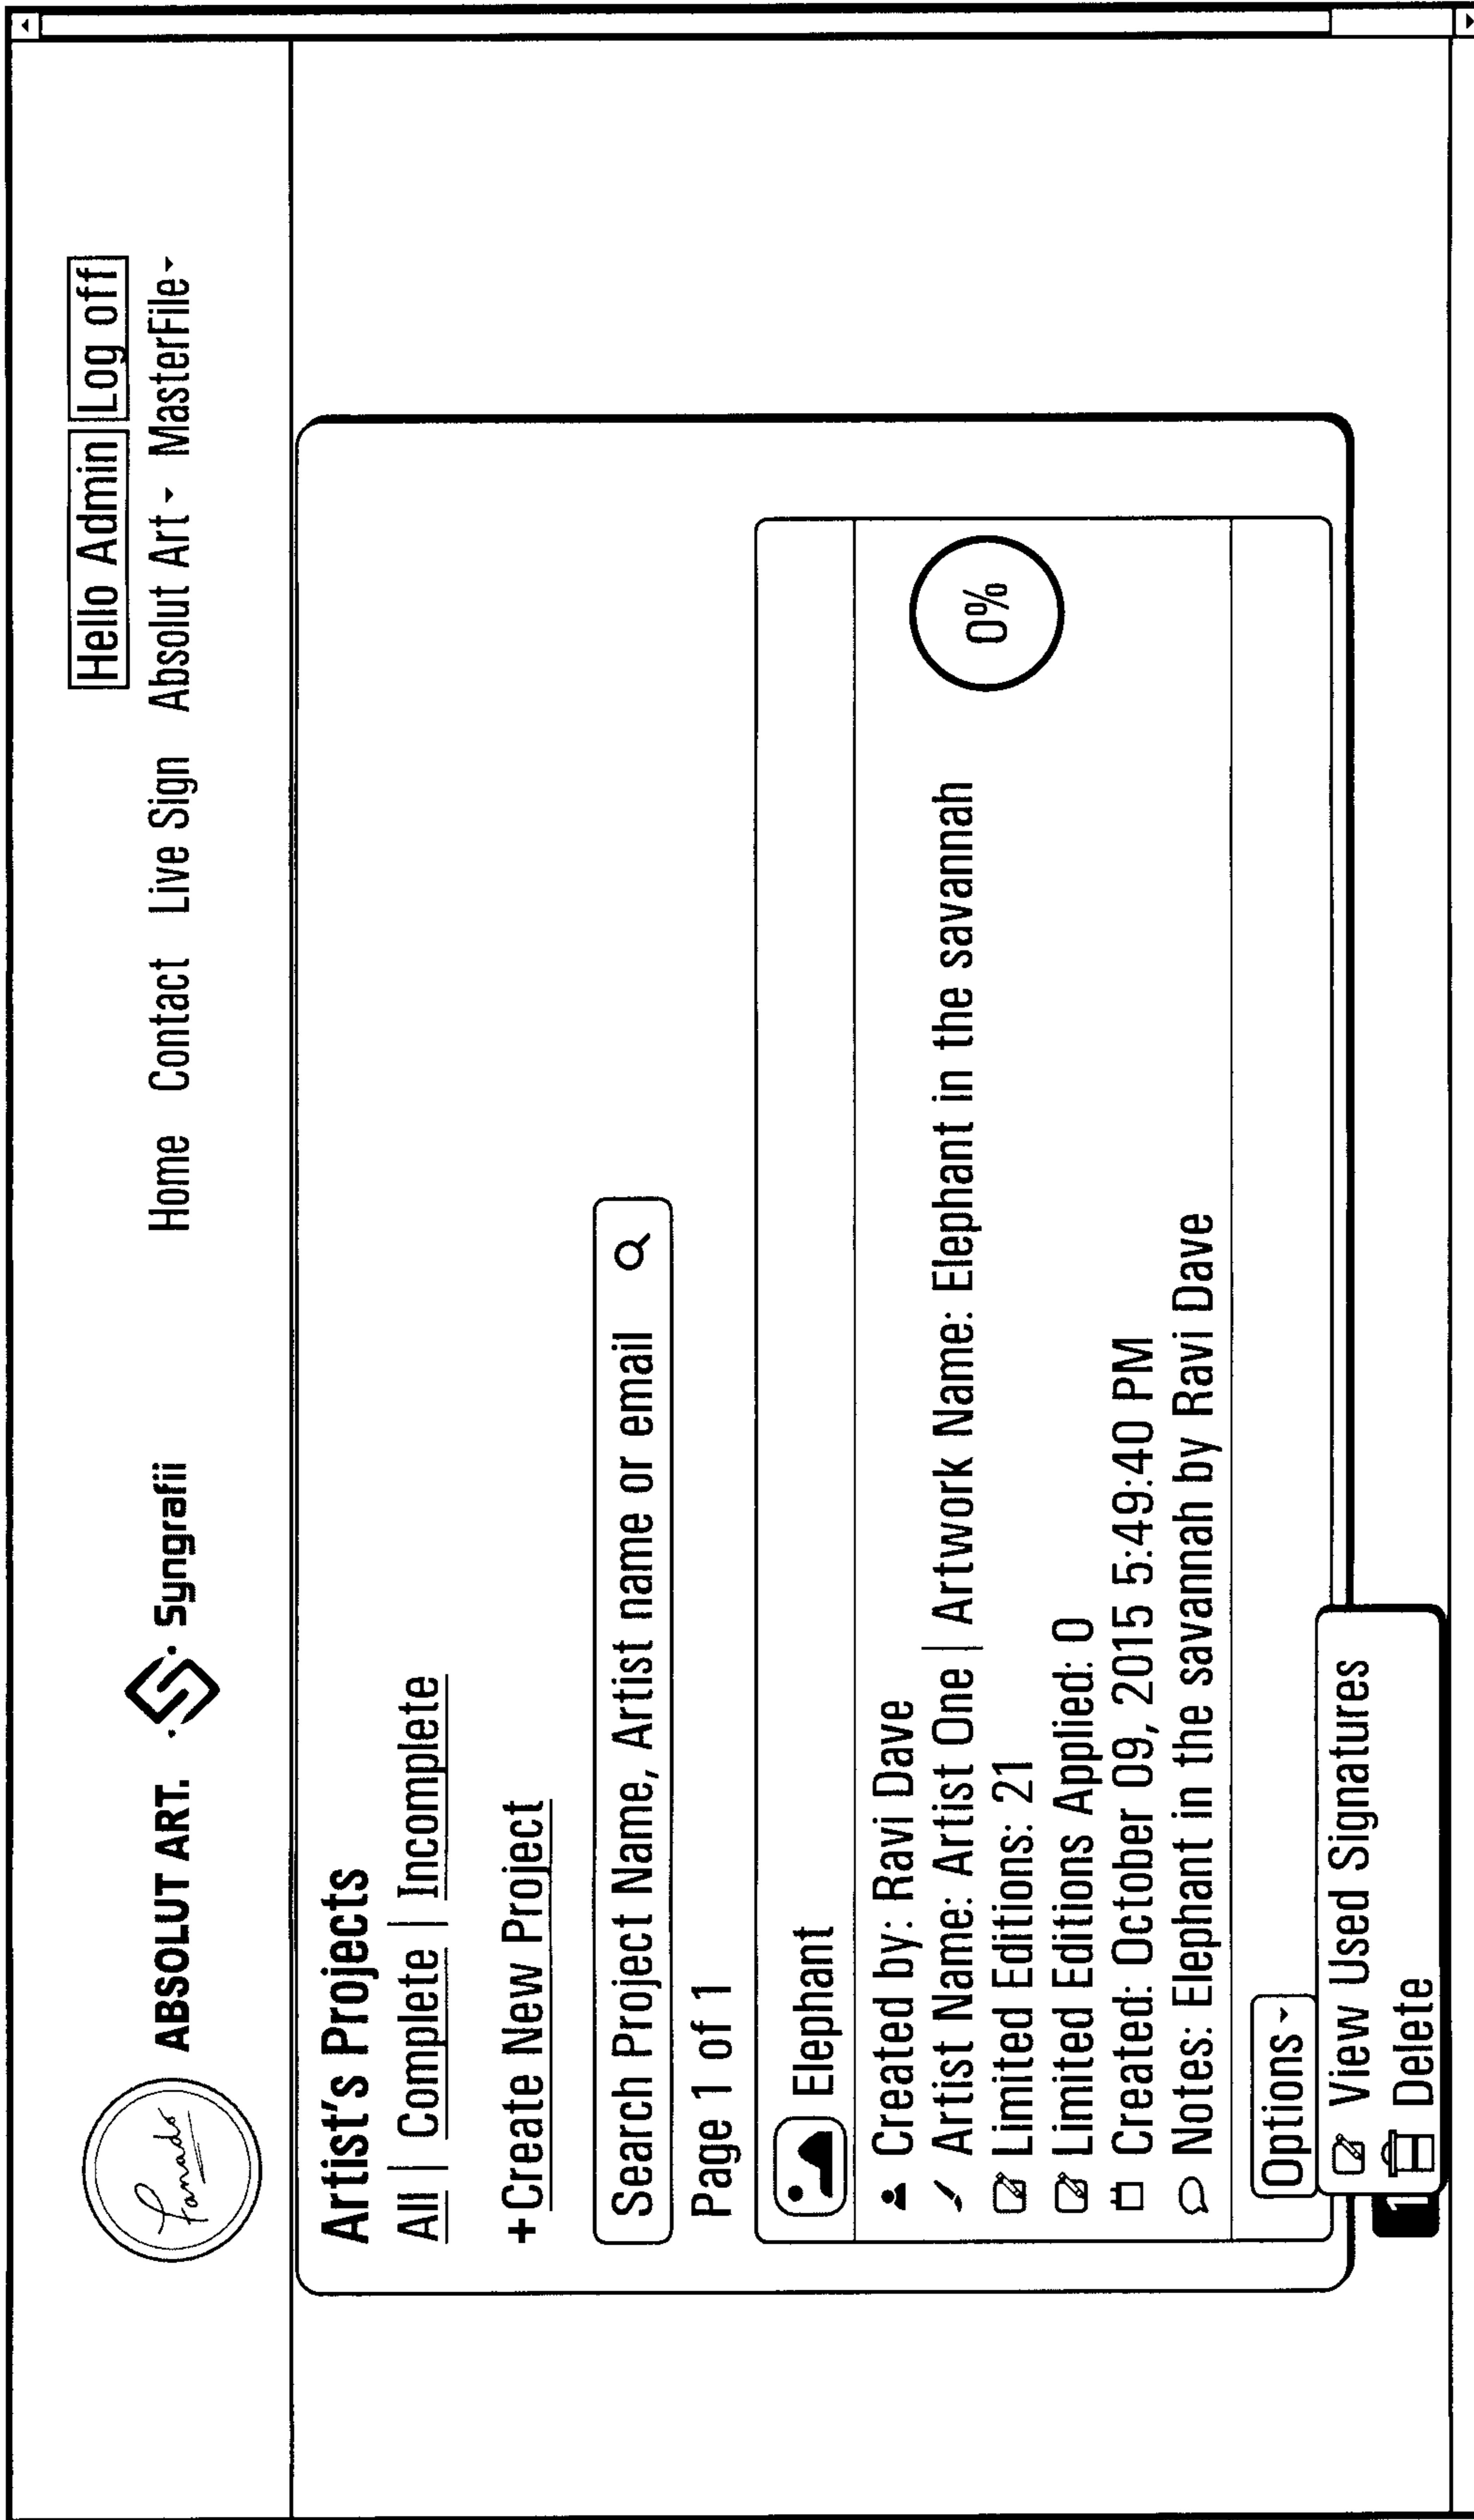 Fanado
ABSOLUT ART. Syngrafii
Hello Admin Log off
Home Contact Live Sign Absolut Art MasterFile
Artist's Projects
All | Complete | Incomplete
+Create New Project
Search Project Name, Artist name or email
Page 1 of 1
Elephant
Created by: Ravi Dave
Artist Name: Artist One | Artwork Name: Elephant in the savannah
0%
Limited Editions: 21
Limited Editions Applied: 0
Created: October 09, 2015 5:49:40 PM
Notes: Elephant in the savannah by Ravi Dave
Options
View Used Signatures
Delete
1